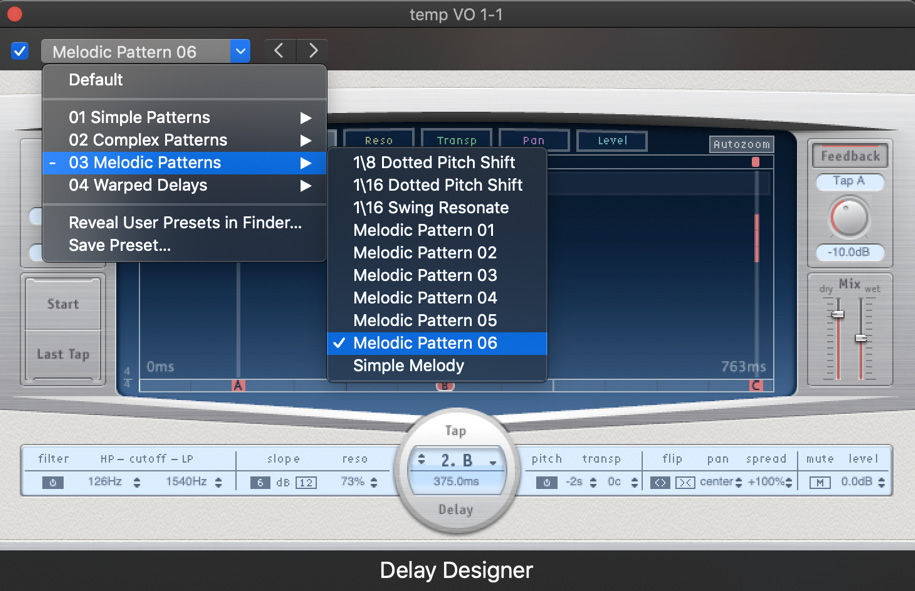 temp VO 1-1
Melodic Pattern 06
Default
01 Simple Patterns
02 Complex Patterns
03 Melodic Patterns
04 Warped Delays
Reveal User Presets in Finder...
Save Preset...
Reso Transp Pan Level Autozoom
1\8 Dotted Pitch Shift
1\16 Dotted Pitch Shift
1\16 Swing Resonate
Melodic Pattern 01
Melodic Pattern 02
Melodic Pattern 03
Melodic Pattern 04
Melodic Pattern 05
Melodic Pattern 06
Simple Melody
Feedback
Tap A
-10.0dB
Mix
dry wet
Start
Last Tap
0ms 763ms
4
4
A B C
Tap
2. B
375.0ms
Delay
filter HP – cutoff – LP slope reso
126Hz 1540Hz 6 dB 12 73%
pitch transp flip pan spread mute level
-2s 0c center +100% M 0.0dB
Delay Designer